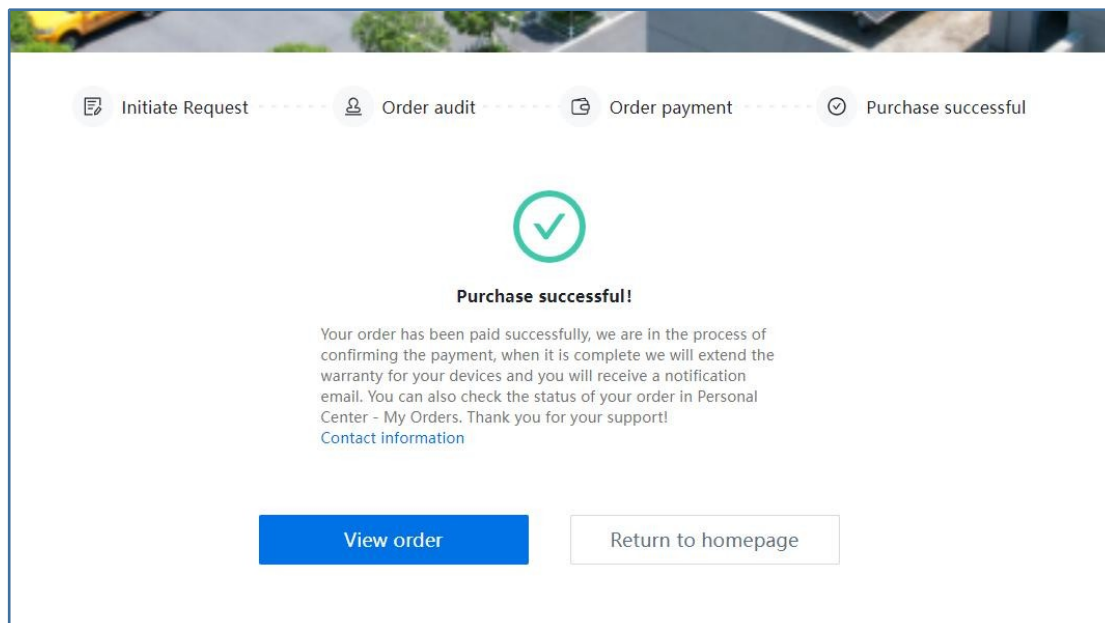 Initiate Request
Order audit
Order payment
Purchase successful
Purchase successful!
Your order has been paid successfully, we are in the process of
confirming the payment, when it is complete we will extend the
warranty for your devices and you will receive a notification
email. You can also check the status of your order in Personal
Center - My Orders. Thank you for your support!
Contact information
View order
Return to homepage